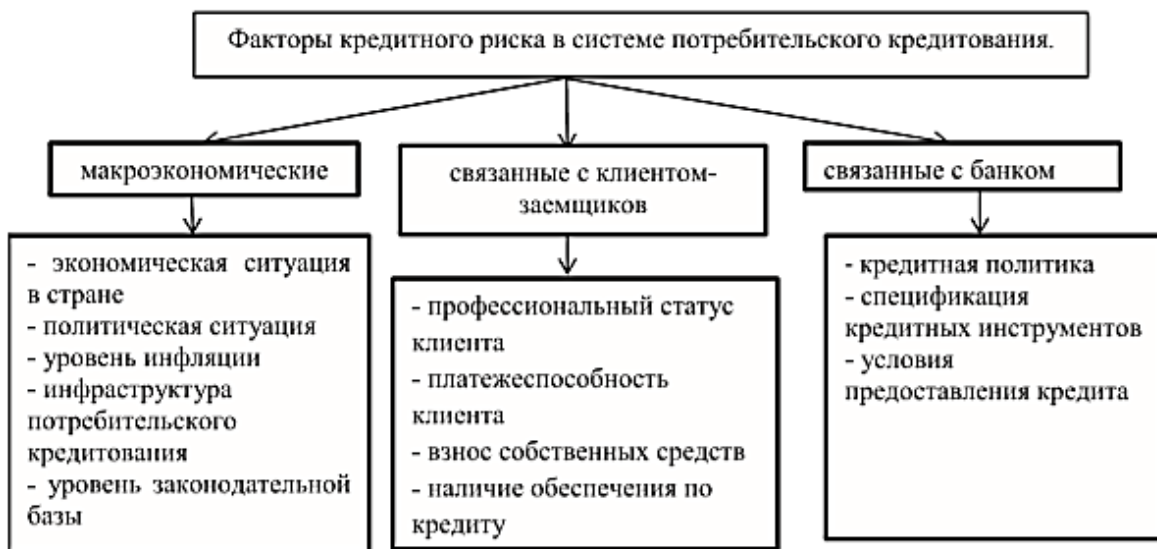 Факторы кредитного риска в системе потребительского кредитования.
макроэкономические
связанные с клиентом-
заемщиков
связанные с банком
- экономическая ситуация
в стране
- политическая ситуация
- уровень инфляции
- инфраструктура
потребительского
кредитования
- уровень законодательной
базы
- профессиональный статус
клиента
- платежеспособность
клиента
- взнос собственных средств
- наличие обеспечения по
кредиту
- кредитная политика
- спецификация
кредитных инструментов
- условия
предоставления кредита